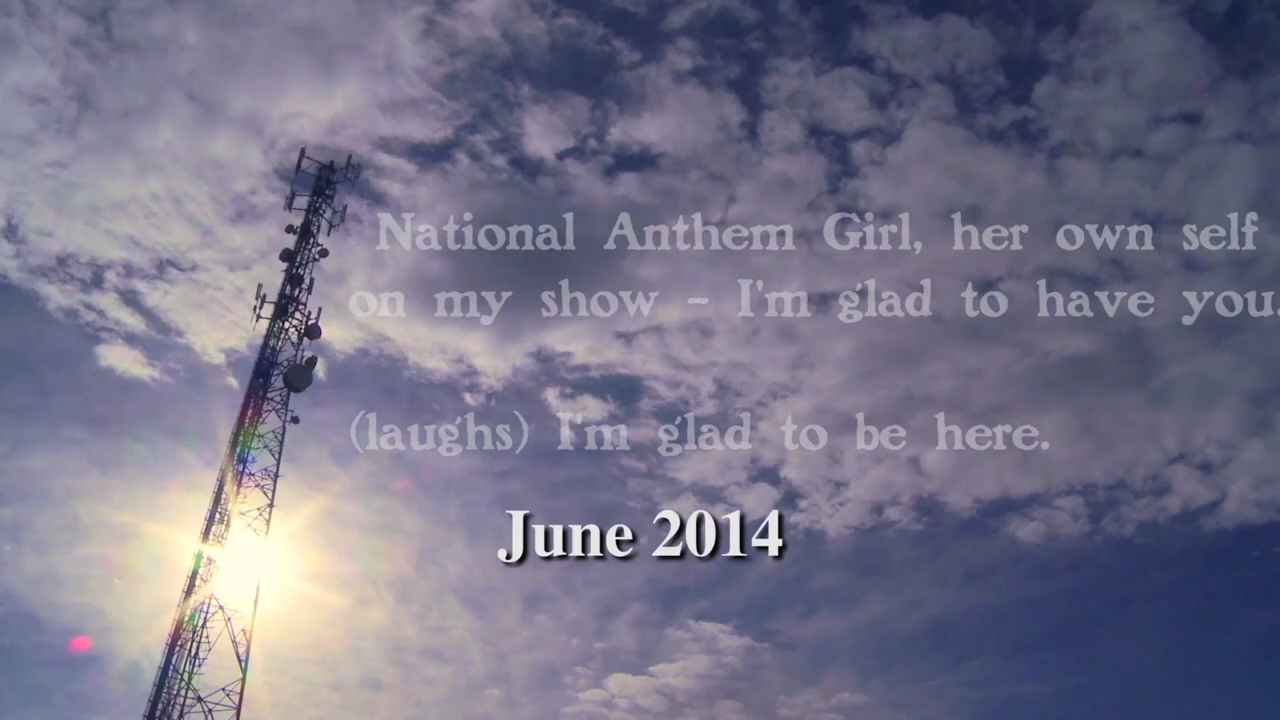 National Anthem Girl, her own self
on my show - I'm glad to have you.
(laughs) I'm glad to be here.
June 2014